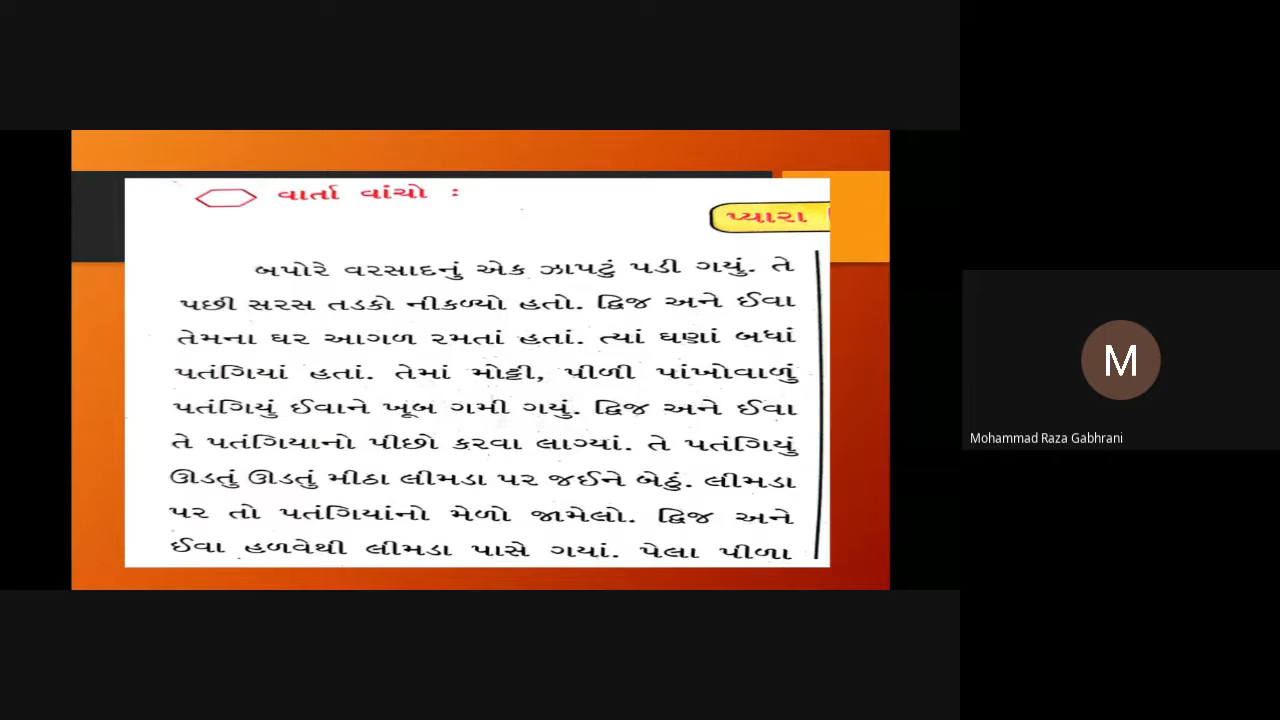 વાર્તા વાંચો :
પ્યારા
બપોરે વરસાદનું એક ઝાપટું પડી ગયું. તે
પછી સરસ તડકો નીકળ્યો હતો. દ્વિજ અને ઈવા
તેમના ઘર આગળ રમતાં હતાં. ત્યાં ઘણાં બધાં
પતંગિયાં હતાં. તેમાં મોટ્ટી, પીળી પાંખોવાળું
પતંગિયું ઈવાને ખૂબ ગમી ગયું. દ્વિજ અને ઈવા
તે પતંગિયાનો પીછો કરવા લાગ્યાં. તે પતંગિયું
ઊડતું ઊડતું મીઠા લીમડા પર જઈને બેઠું. લીમડા
પર તો પતંગિયાંનો મેળો જામેલો. દ્વિજ અને
ઈવા હળવેથી લીમડા પાસે ગયાં. પેલા પીળા
M
Mohammad Raza Gabhrani